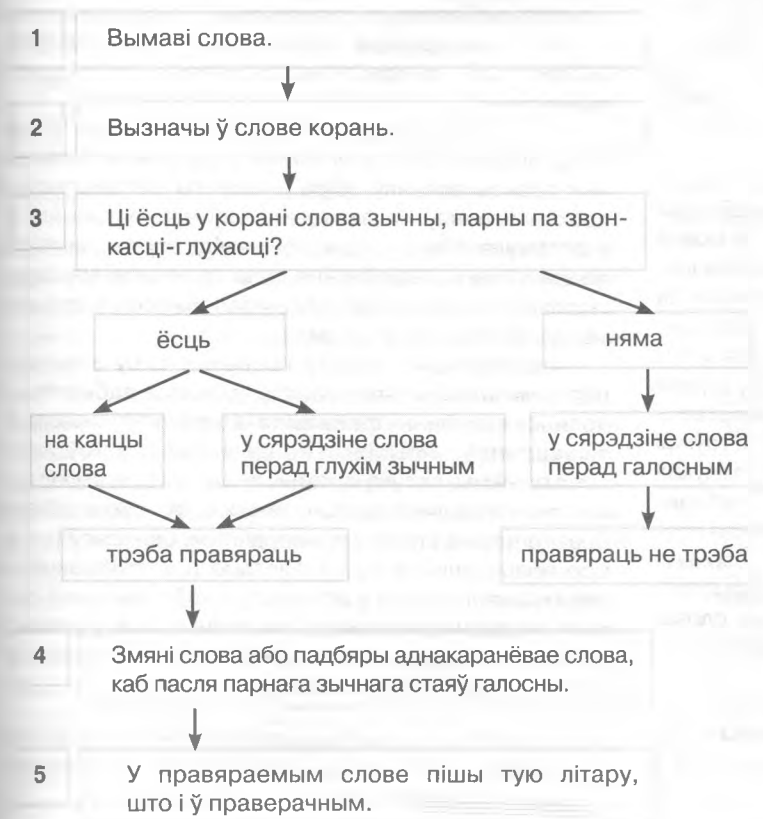 1 Вымаві слова.
2 Вызначы ў слове корань.
3 Ці ёсць у корані слова зычны, парны па звон-
касці-глухасці?
ёсць
няма
на канцы
слова
у сярэдзіне слова
перад глухім зычным
у сярэдзіне слова
перад галосным
трэба правяраць
правяраць не трэба
4 Змяні слова або падбяры аднакаранёвае слова,
каб пасля парнага зычнага стаяў галосны.
5 У правяраемым слове пішы тую літару,
што і ў праверачным.